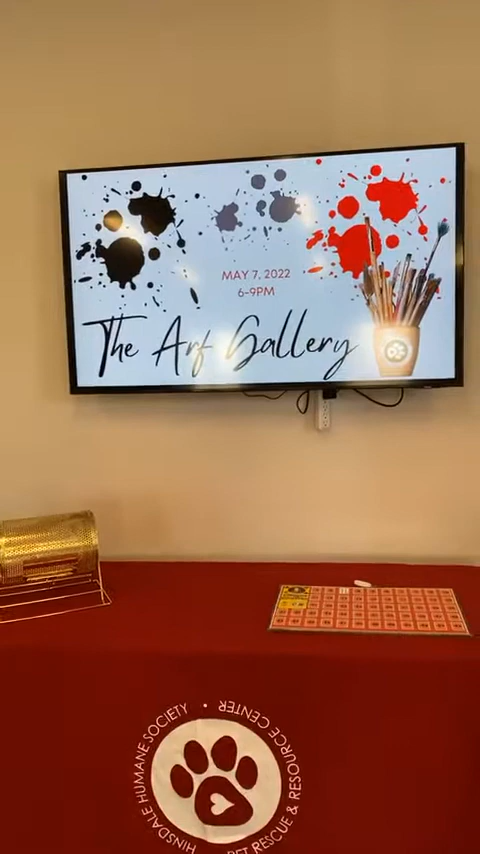 MAY 7, 2022
6-9PM
The Arf Gallery
HINSDALE HUMANE SOCIETY • PET RESCUE & RESOURCE CENTER